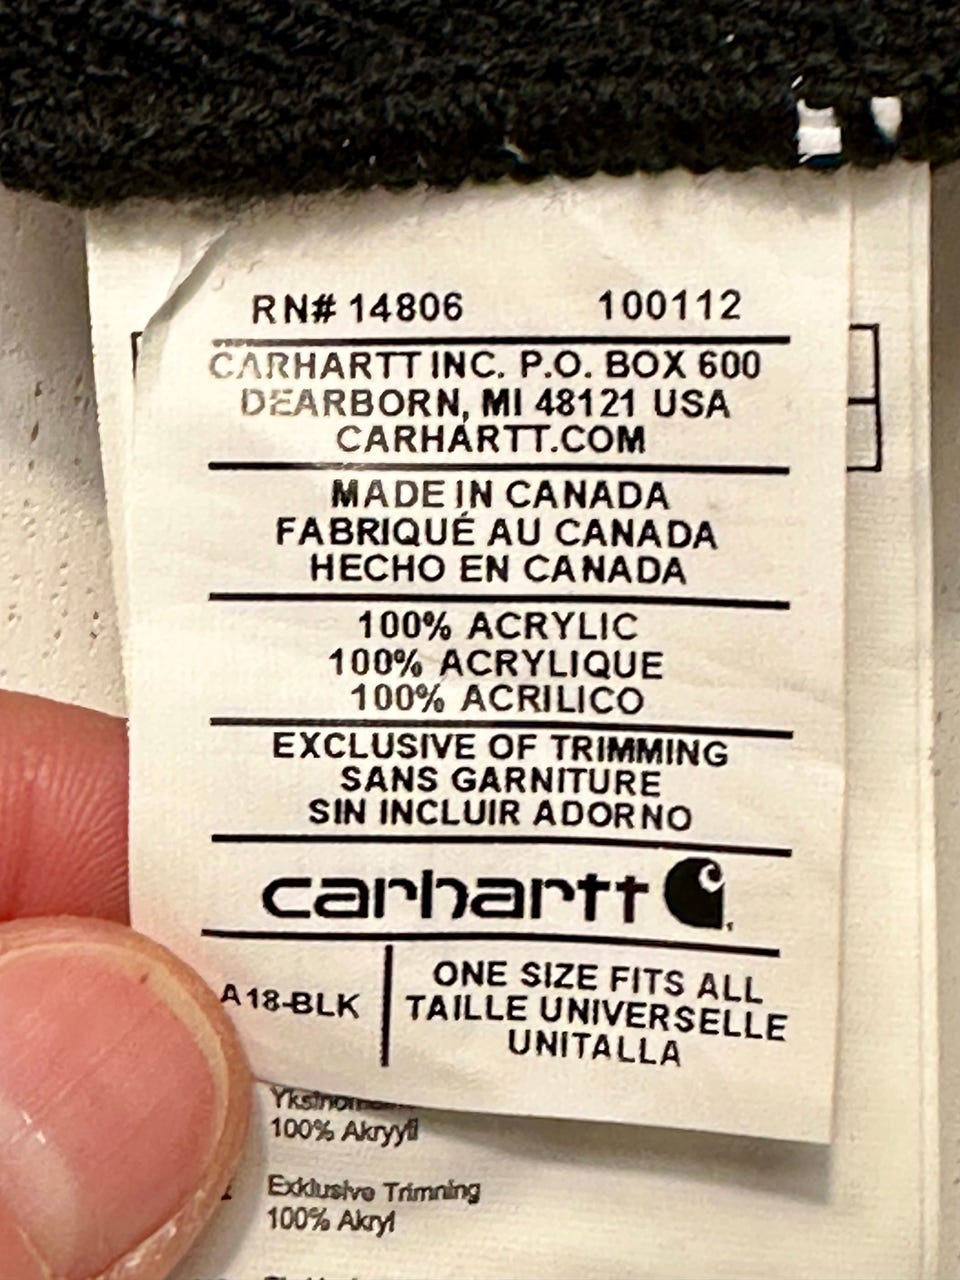 RN# 14806 100112
CARHARTT INC. P.O. BOX 600
DEARBORN, MI 48121 USA
CARHARTT.COM
MADE IN CANADA
FABRIQUÉ AU CANADA
HECHO EN CANADA
100% ACRYLIC
100% ACRYLIQUE
100% ACRILICO
EXCLUSIVE OF TRIMMING
SANS GARNITURE
SIN INCLUIR ADORNO
carhartt
A18-BLK
ONE SIZE FITS ALL
TAILLE UNIVERSELLE
UNITALLA
100% Akryyli
Exklusive Trimning
100% Akryl